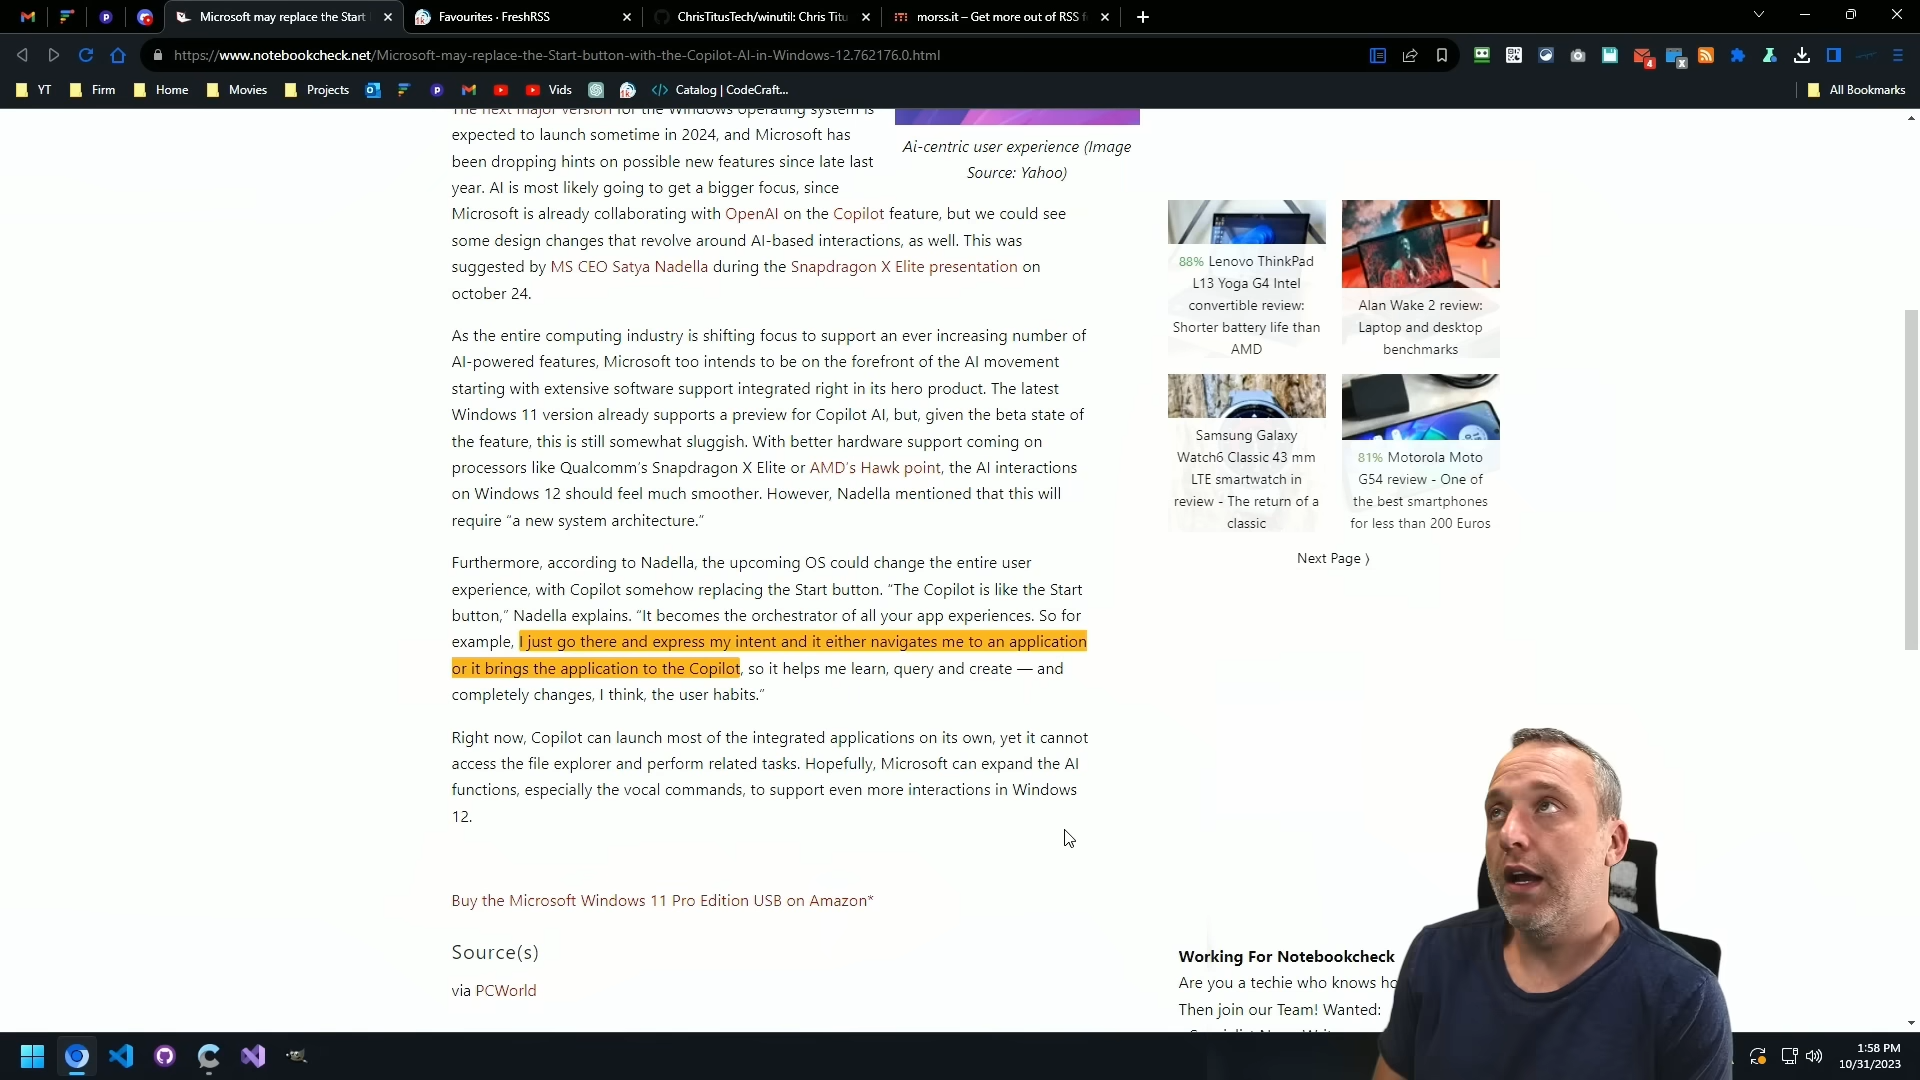 Microsoft may replace the Start
Favourites · FreshRSS
ChrisTitusTech/winutil: Chris Titu
morss.it – Get more out of RSS f
https://www.notebookcheck.net/Microsoft-may-replace-the-Start-button-with-the-Copilot-AI-in-Windows-12.762176.0.html
4
YT
Firm
Home
Movies
Projects
Vids
Catalog | CodeCraft...
All Bookmarks
The next major version for the Windows operating system is
expected to launch sometime in 2024, and Microsoft has
been dropping hints on possible new features since late last
year. AI is most likely going to get a bigger focus, since
Microsoft is already collaborating with OpenAI on the Copilot feature, but we could see
some design changes that revolve around AI-based interactions, as well. This was
suggested by MS CEO Satya Nadella during the Snapdragon X Elite presentation on
october 24.
Ai-centric user experience (Image
Source: Yahoo)
As the entire computing industry is shifting focus to support an ever increasing number of
AI-powered features, Microsoft too intends to be on the forefront of the AI movement
starting with extensive software support integrated right in its hero product. The latest
Windows 11 version already supports a preview for Copilot AI, but, given the beta state of
the feature, this is still somewhat sluggish. With better hardware support coming on
processors like Qualcomm's Snapdragon X Elite or AMD's Hawk point, the AI interactions
on Windows 12 should feel much smoother. However, Nadella mentioned that this will
require “a new system architecture.”
Furthermore, according to Nadella, the upcoming OS could change the entire user
experience, with Copilot somehow replacing the Start button. “The Copilot is like the Start
button,” Nadella explains. “It becomes the orchestrator of all your app experiences. So for
example, I just go there and express my intent and it either navigates me to an application
or it brings the application to the Copilot, so it helps me learn, query and create — and
completely changes, I think, the user habits.”
Right now, Copilot can launch most of the integrated applications on its own, yet it cannot
access the file explorer and perform related tasks. Hopefully, Microsoft can expand the AI
functions, especially the vocal commands, to support even more interactions in Windows
12.
Buy the Microsoft Windows 11 Pro Edition USB on Amazon*
Source(s)
via PCWorld
88% Lenovo ThinkPad
L13 Yoga G4 Intel
convertible review:
Shorter battery life than
AMD
Alan Wake 2 review:
Laptop and desktop
benchmarks
Samsung Galaxy
Watch6 Classic 43 mm
LTE smartwatch in
review - The return of a
classic
81% Motorola Moto
G54 review - One of
the best smartphones
for less than 200 Euros
Next Page ⟩
Working For Notebookcheck
Are you a techie who knows ho
Then join our Team! Wanted:
1:58 PM
10/31/2023